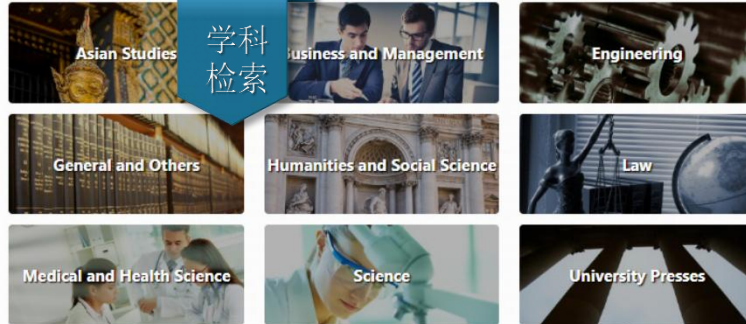 学科
检索
Asian Studies
usiness and Management
Engineering
General and Others
Humanities and Social Science
Law
Medical and Health Science
Science
University Presses